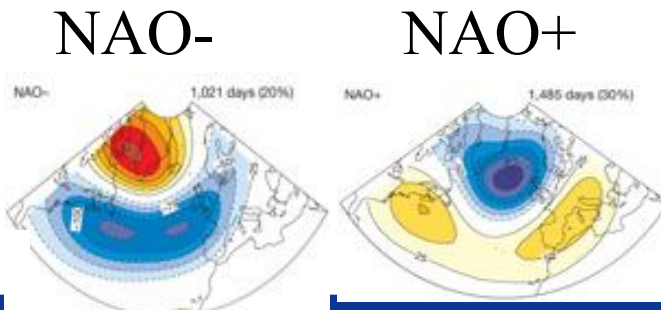 NAO-
NAO+
NAO–
1,021 days (20%)
NAO+
1,485 days (30%)